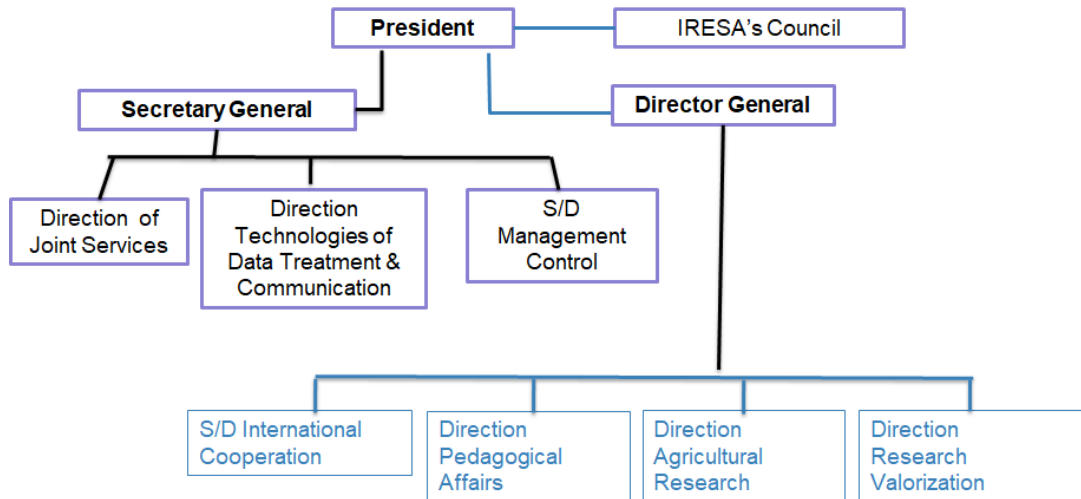 President
IRESA's Council
Secretary General
Director General
Direction of
Joint Services
Direction
Technologies of
Data Treatment &
Communication
S/D
Management
Control
S/D International
Cooperation
Direction
Pedagogical
Affairs
Direction
Agricultural
Research
Direction
Research
Valorization